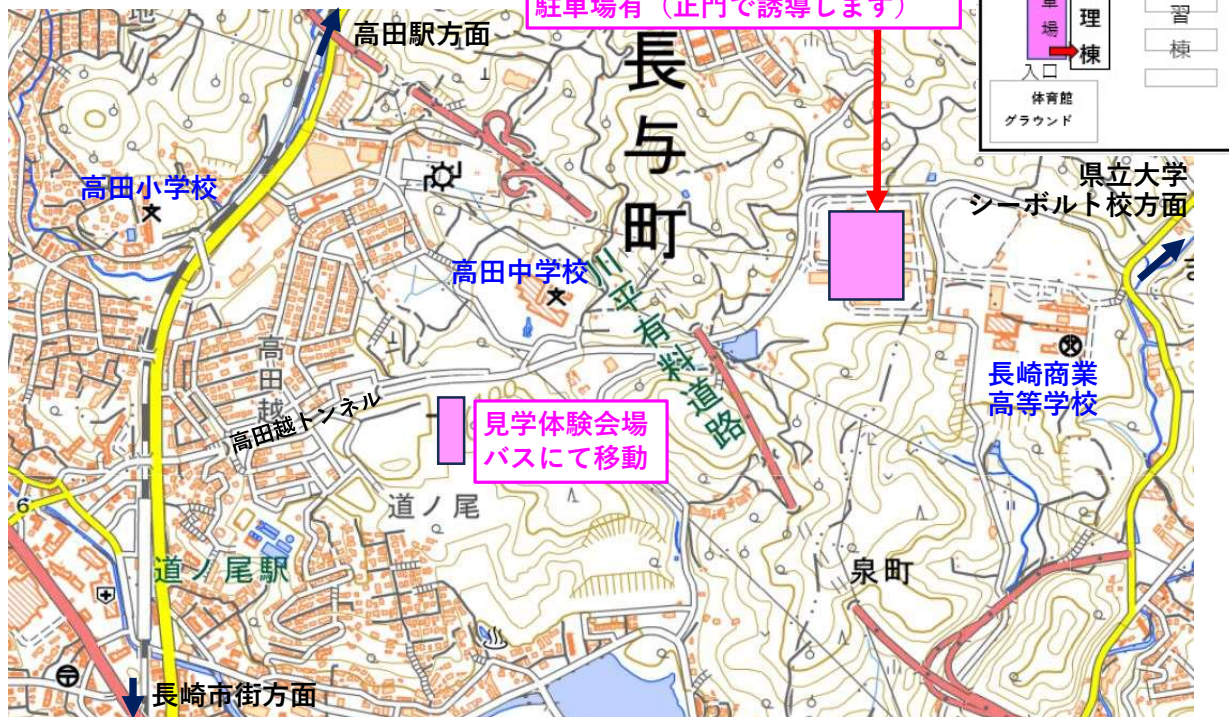 駐車場有（正門で誘導します）
場
理
棟
入口
習
棟
体育館
グラウンド
高田駅方面
長与町
高田小学校
県立大学
シーボルト校方面
高田中学校
川平有料道路
長崎商業
高等学校
高田越
高田越トンネル
見学体験会場
バスにて移動
道ノ尾
6
道ノ尾駅
泉町
長崎市街方面